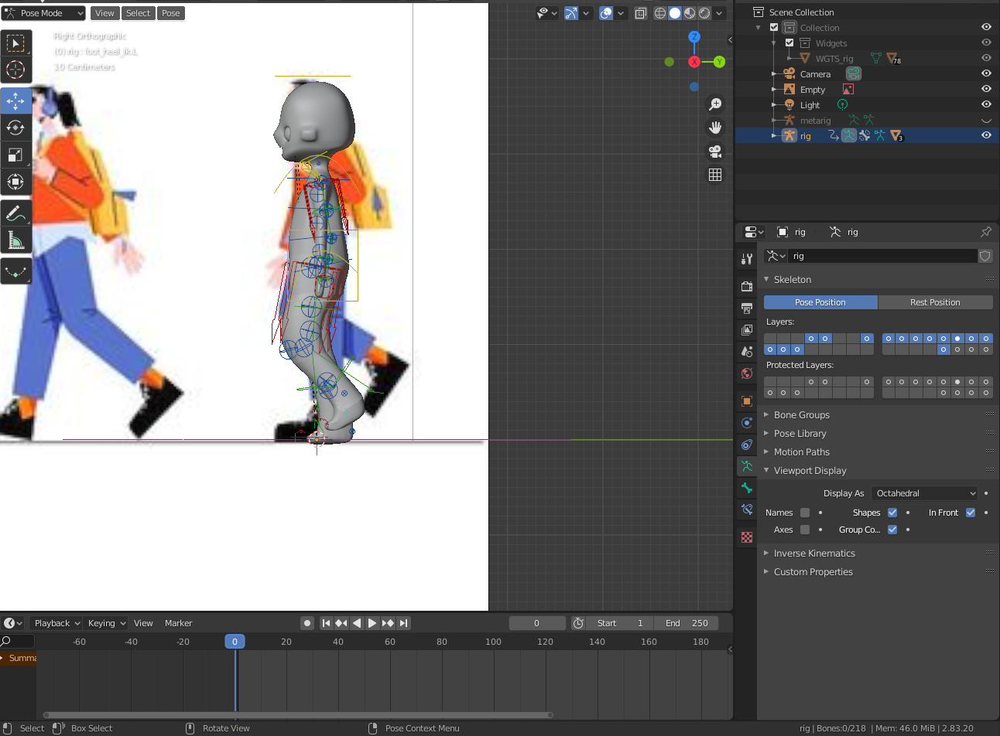 Pose Mode View Select Pose
Scene Collection
Right Orthographic
Collection
(0) rig : foot_heel_ik.L
Widgets
10 Centimeters
WGTS_rig 78
Camera
Empty
Light
metarig
rig 3
Z
X
Y
rig rig
rig
Skeleton
Pose Position Rest Position
Layers:
Protected Layers:
Bone Groups
Pose Library
Motion Paths
Viewport Display
Display As Octahedral
Names Shapes In Front
Axes Group Co...
Inverse Kinematics
Custom Properties
Playback Keying View Marker 0 Start 1 End 250
-60 -40 -20 0 20 40 60 80 100 120 140 160 180
Summa
Select Box Select Rotate View Pose Context Menu rig | Bones:0/218 | Mem: 46.0 MiB | 2.83.20